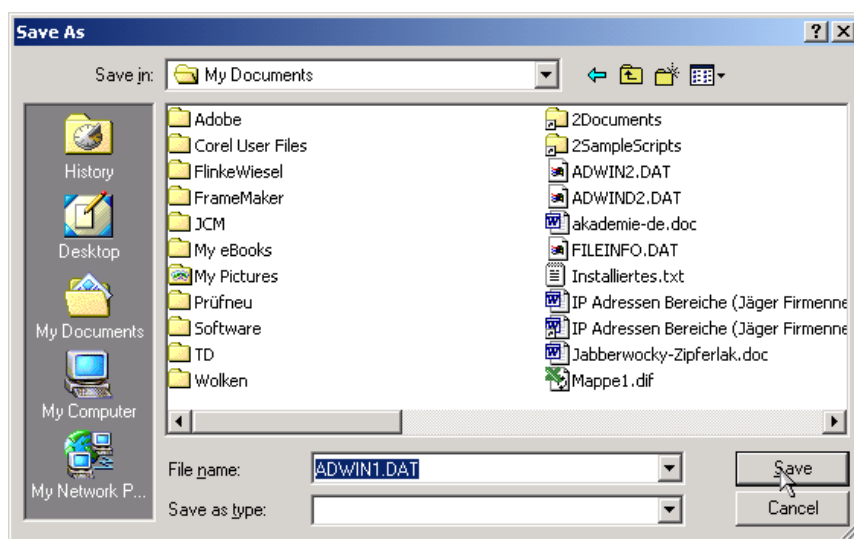 Save As
Save in: My Documents
History
Desktop
My Documents
My Computer
My Network P...
Adobe
Corel User Files
FlinkeWiesel
FrameMaker
JCM
My eBooks
My Pictures
Prüfneu
Software
TD
Wolken
2Documents
2SampleScripts
ADWIN2.DAT
ADWIND2.DAT
akademie-de.doc
FILEINFO.DAT
Installiertes.txt
IP Adressen Bereiche (Jäger Firmenne
IP Adressen Bereiche (Jäger Firmenne
Jabberwocky-Zipferlak.doc
Mappe1.dif
File name: ADWIN1.DAT Save
Save as type: Cancel